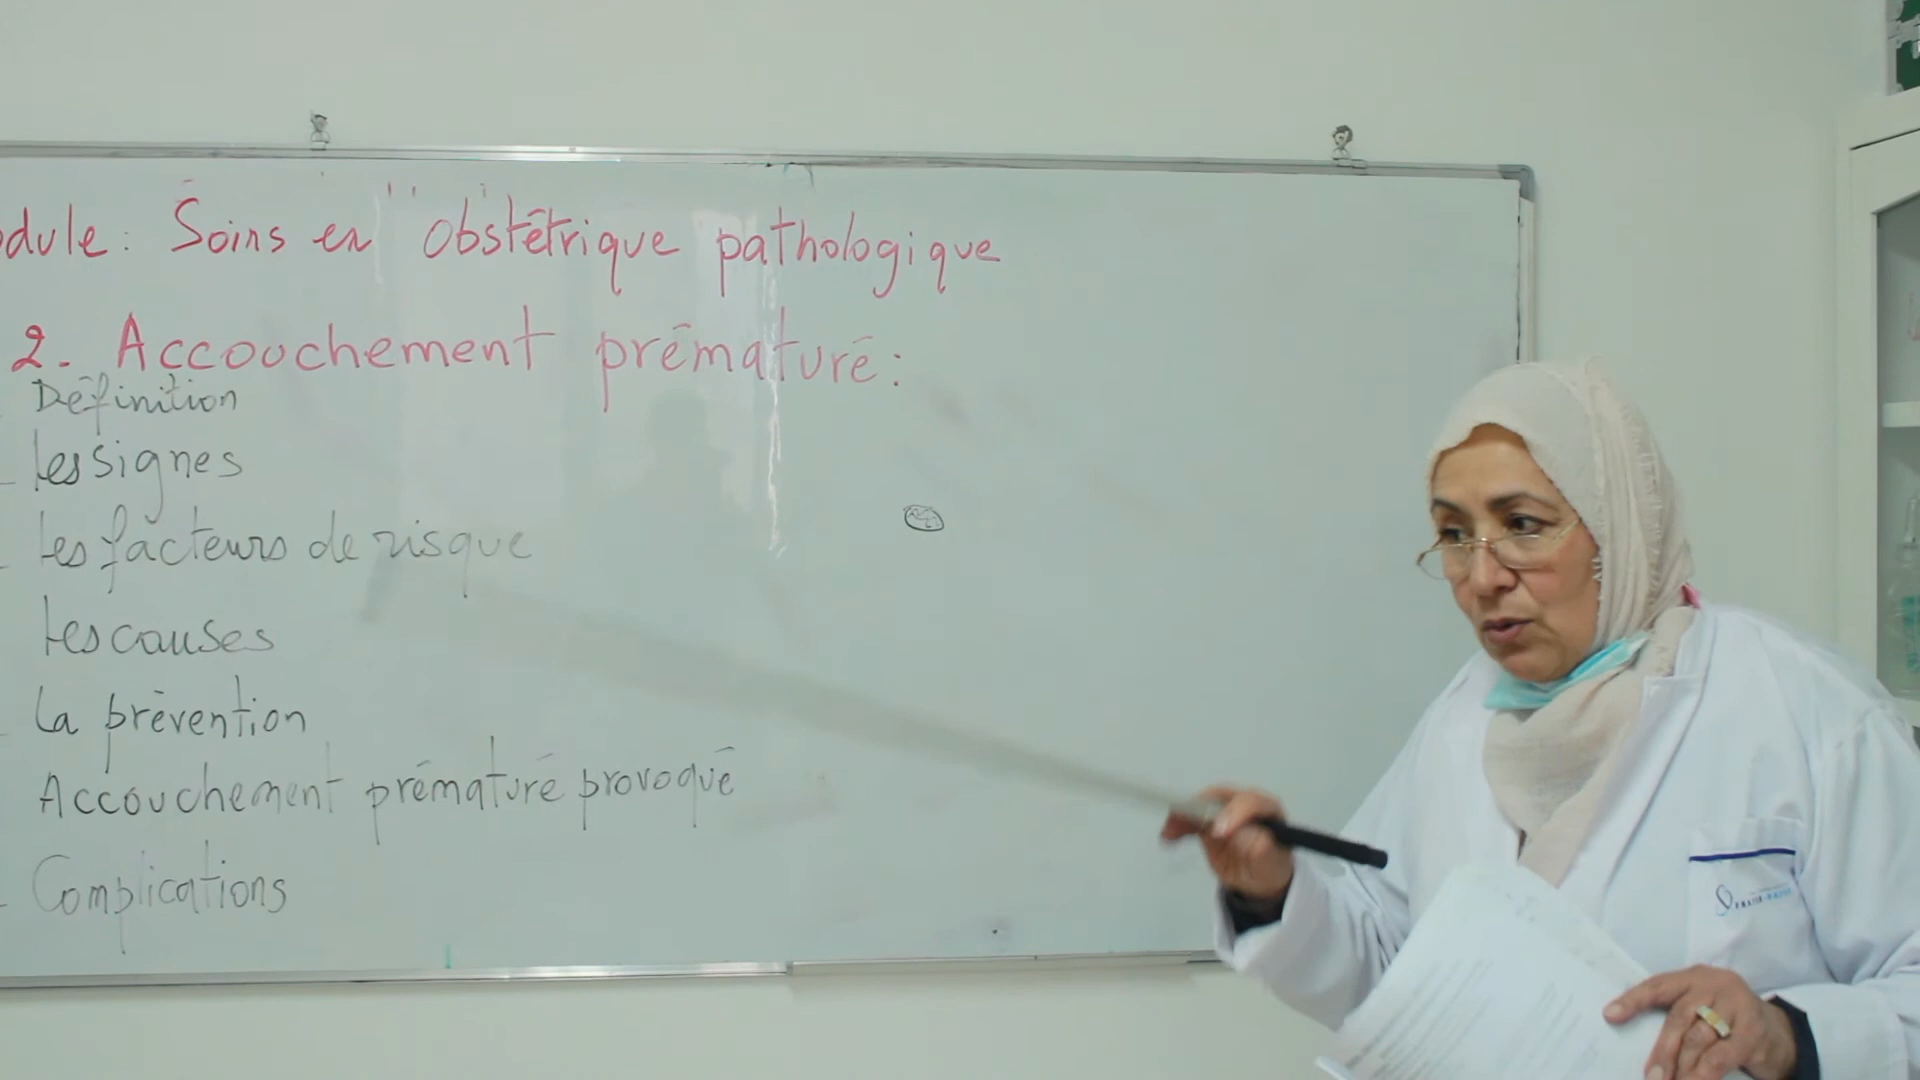 dule: Soins en "obstétrique pathologique
2. Accouchement prématuré:
Définition
- les signes
- les facteurs de risque
les causes
- la prévention
Accouchement prématuré provoqué
- Complications